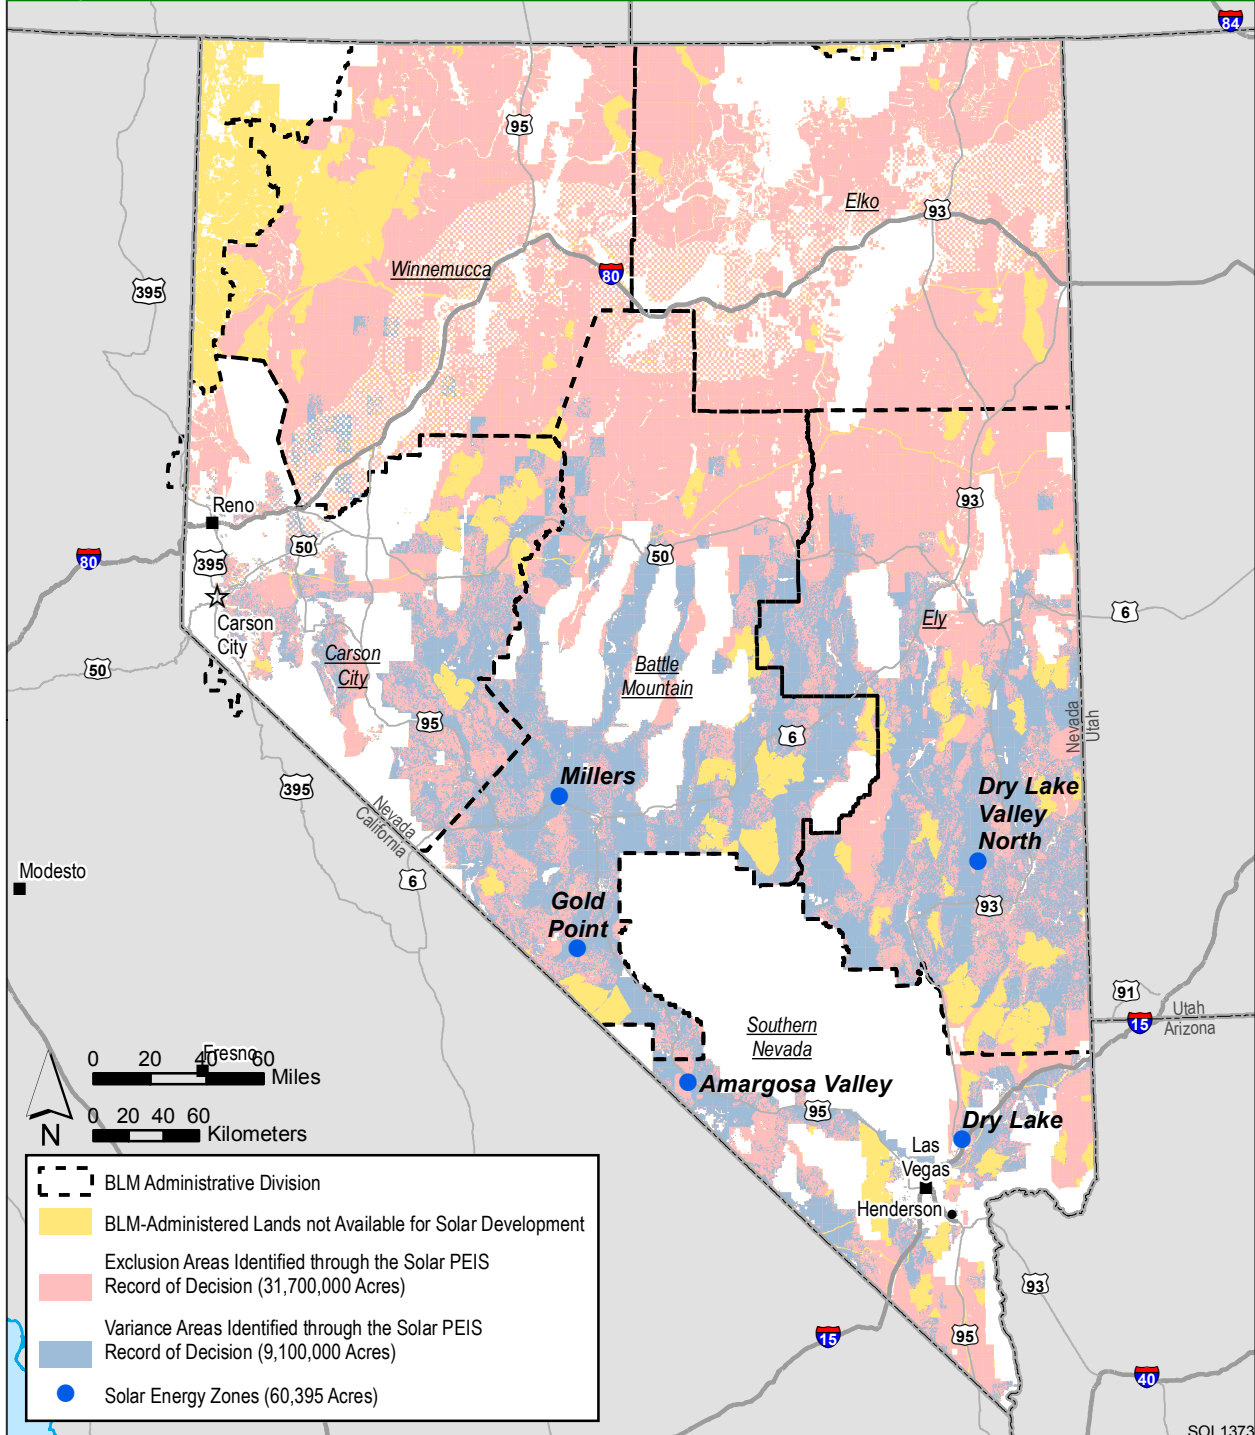 84
95
Elko
93
Winnemucca
80
395
93
Reno
50
50
395
80
Carson
City
6
Ely
Carson
City
Battle
Mountain
50
95
6
Nevada
Utah
Millers
Dry Lake
Valley
North
395
Nevada
California
Modesto
6
Gold
Point
93
91
Utah
15
Arizona
Southern
Nevada
0 20 40 60
Miles
Fresno
Amargosa Valley
95
0 20 40 60
Kilometers
N
Dry Lake
Las
Vegas
Henderson
BLM Administrative Division
BLM-Administered Lands not Available for Solar Development
Exclusion Areas Identified through the Solar PEIS
Record of Decision (31,700,000 Acres)
Variance Areas Identified through the Solar PEIS
Record of Decision (9,100,000 Acres)
Solar Energy Zones (60,395 Acres)
93
15
95
40
SOL1373